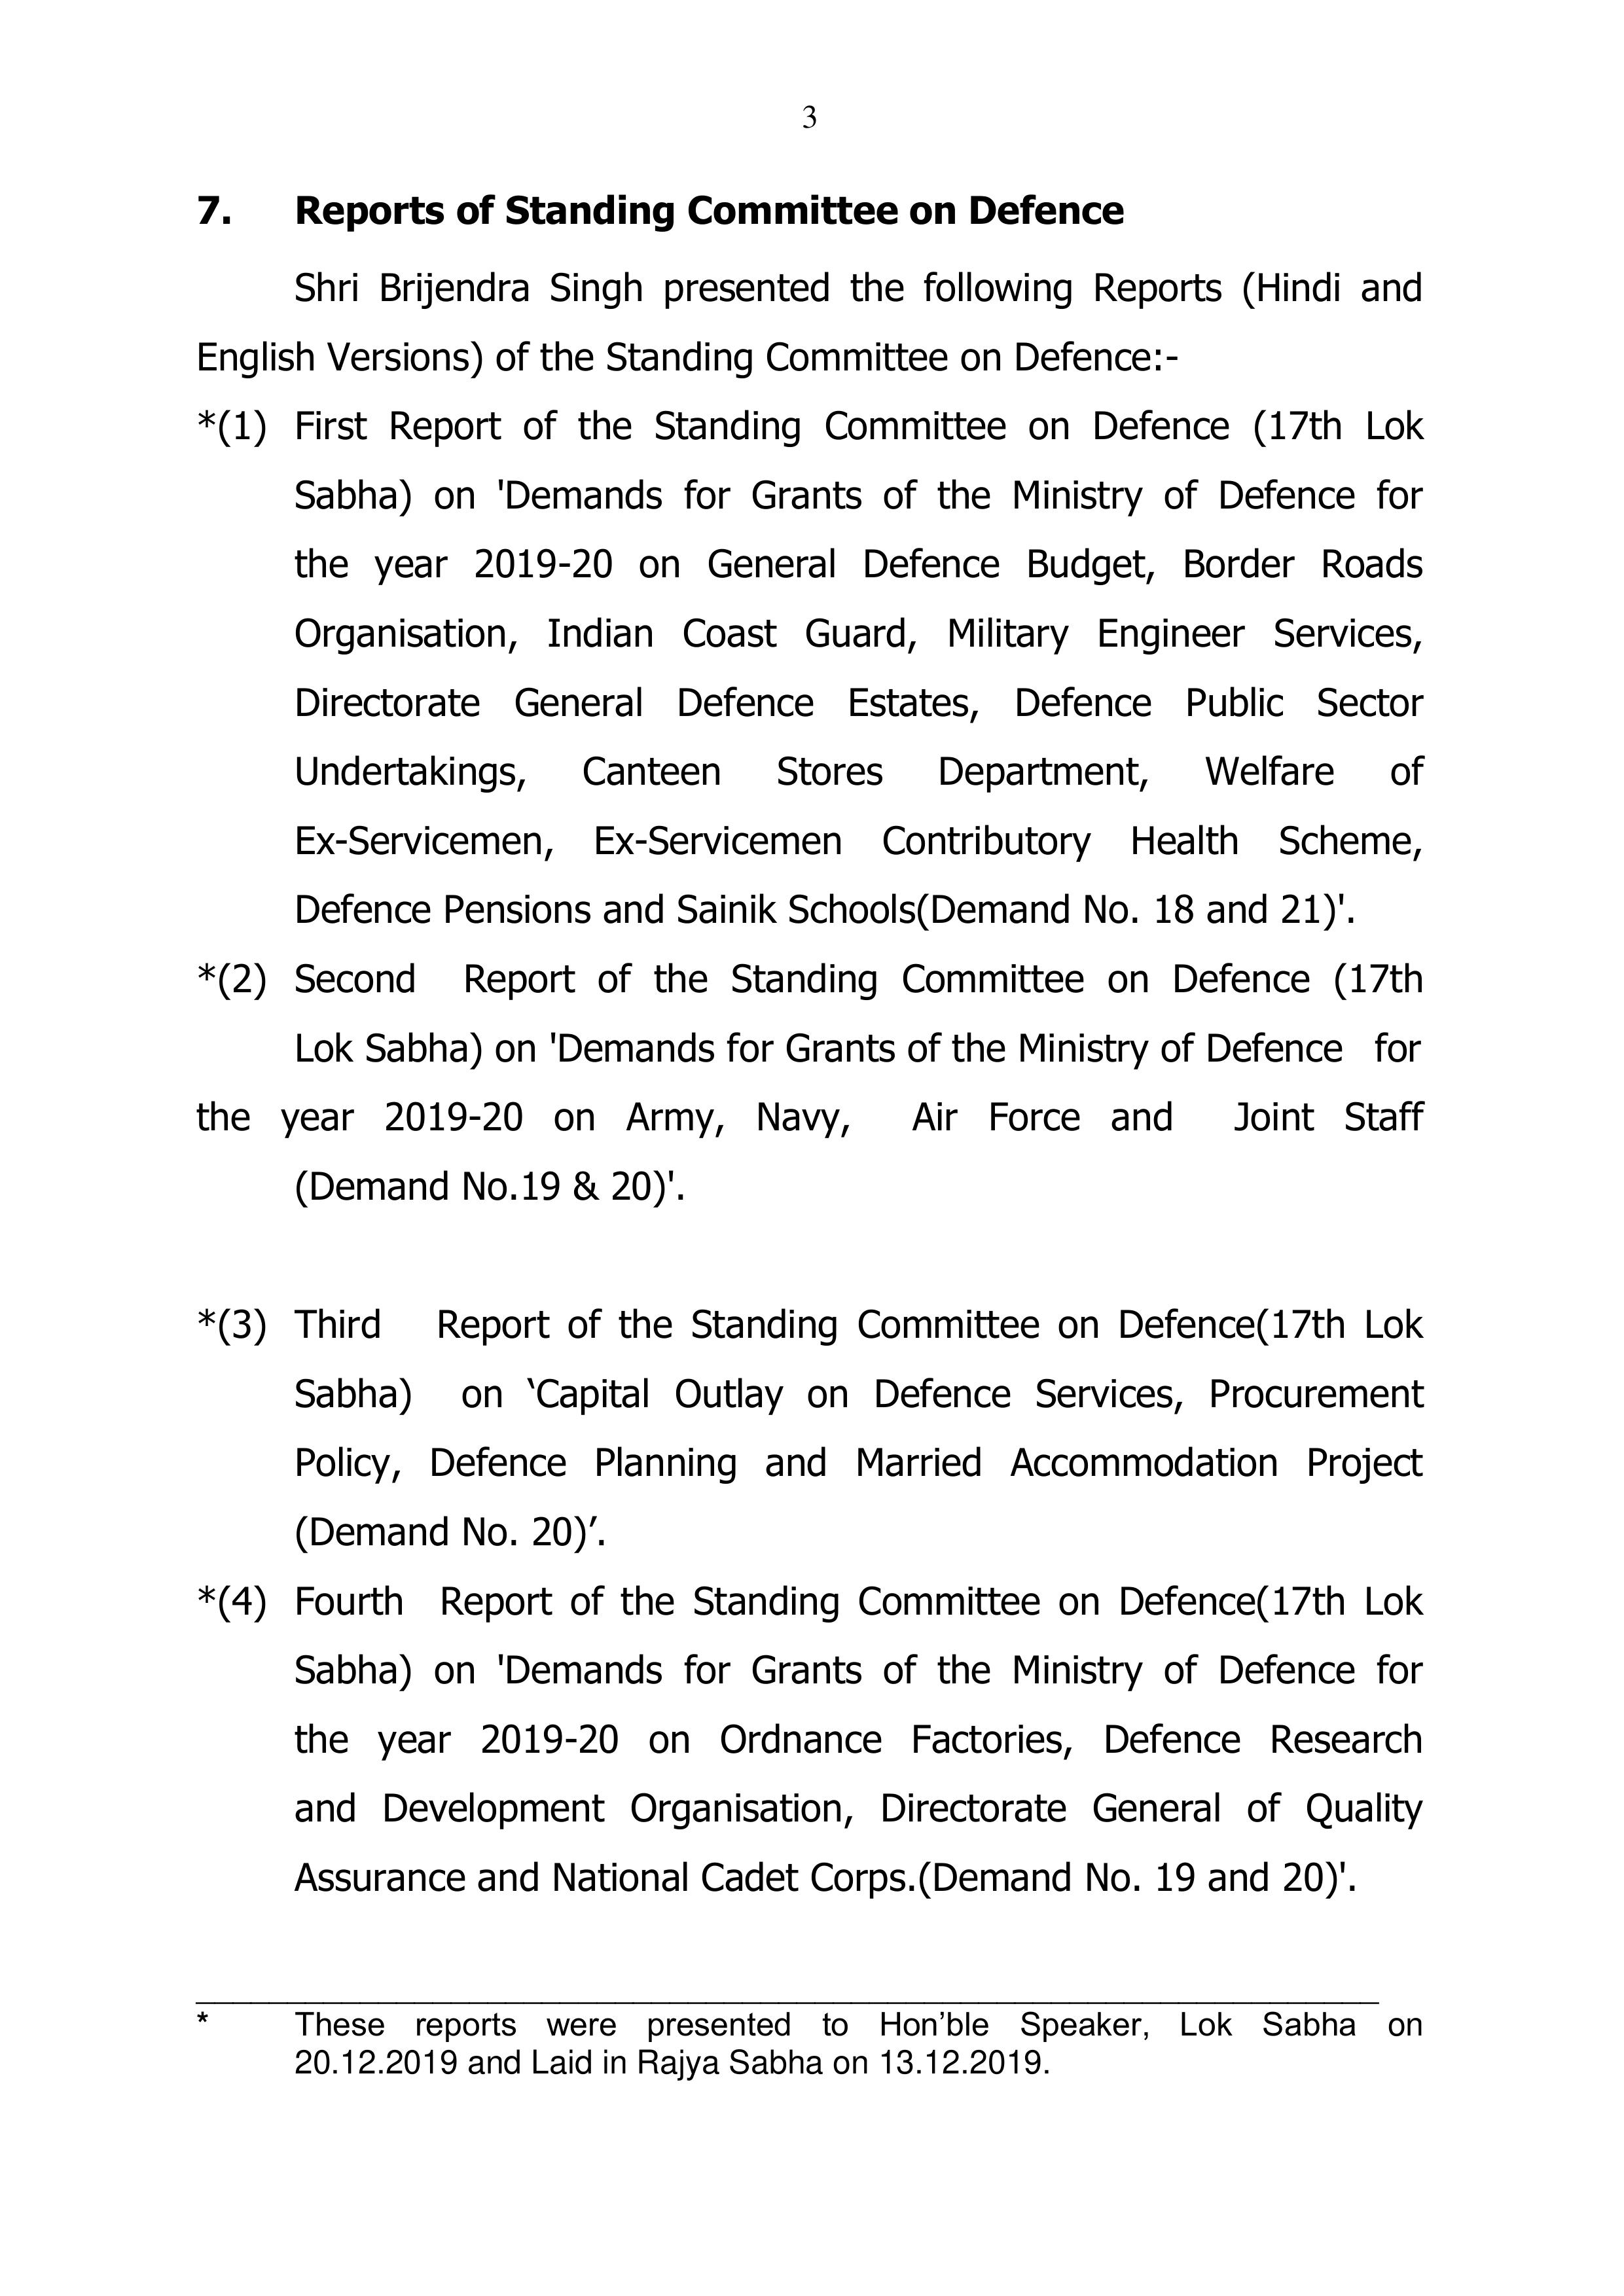 3
7. Reports of Standing Committee on Defence
Shri Brijendra Singh presented the following Reports (Hindi and
English Versions) of the Standing Committee on Defence:-
*(1) First Report of the Standing Committee on Defence (17th Lok
Sabha) on 'Demands for Grants of the Ministry of Defence for
the year 2019-20 on General Defence Budget, Border Roads
Organisation, Indian Coast Guard, Military Engineer Services,
Directorate General Defence Estates, Defence Public Sector
Undertakings, Canteen Stores Department, Welfare of
Ex-Servicemen, Ex-Servicemen Contributory Health Scheme,
Defence Pensions and Sainik Schools(Demand No. 18 and 21)'.
*(2) Second Report of the Standing Committee on Defence (17th
Lok Sabha) on 'Demands for Grants of the Ministry of Defence for
the year 2019-20 on Army, Navy, Air Force and Joint Staff
(Demand No.19 & 20)'.
*(3) Third Report of the Standing Committee on Defence(17th Lok
Sabha) on ‘Capital Outlay on Defence Services, Procurement
Policy, Defence Planning and Married Accommodation Project
(Demand No. 20)’.
*(4) Fourth Report of the Standing Committee on Defence(17th Lok
Sabha) on 'Demands for Grants of the Ministry of Defence for
the year 2019-20 on Ordnance Factories, Defence Research
and Development Organisation, Directorate General of Quality
Assurance and National Cadet Corps.(Demand No. 19 and 20)'.
* These reports were presented to Hon’ble Speaker, Lok Sabha on
20.12.2019 and Laid in Rajya Sabha on 13.12.2019.